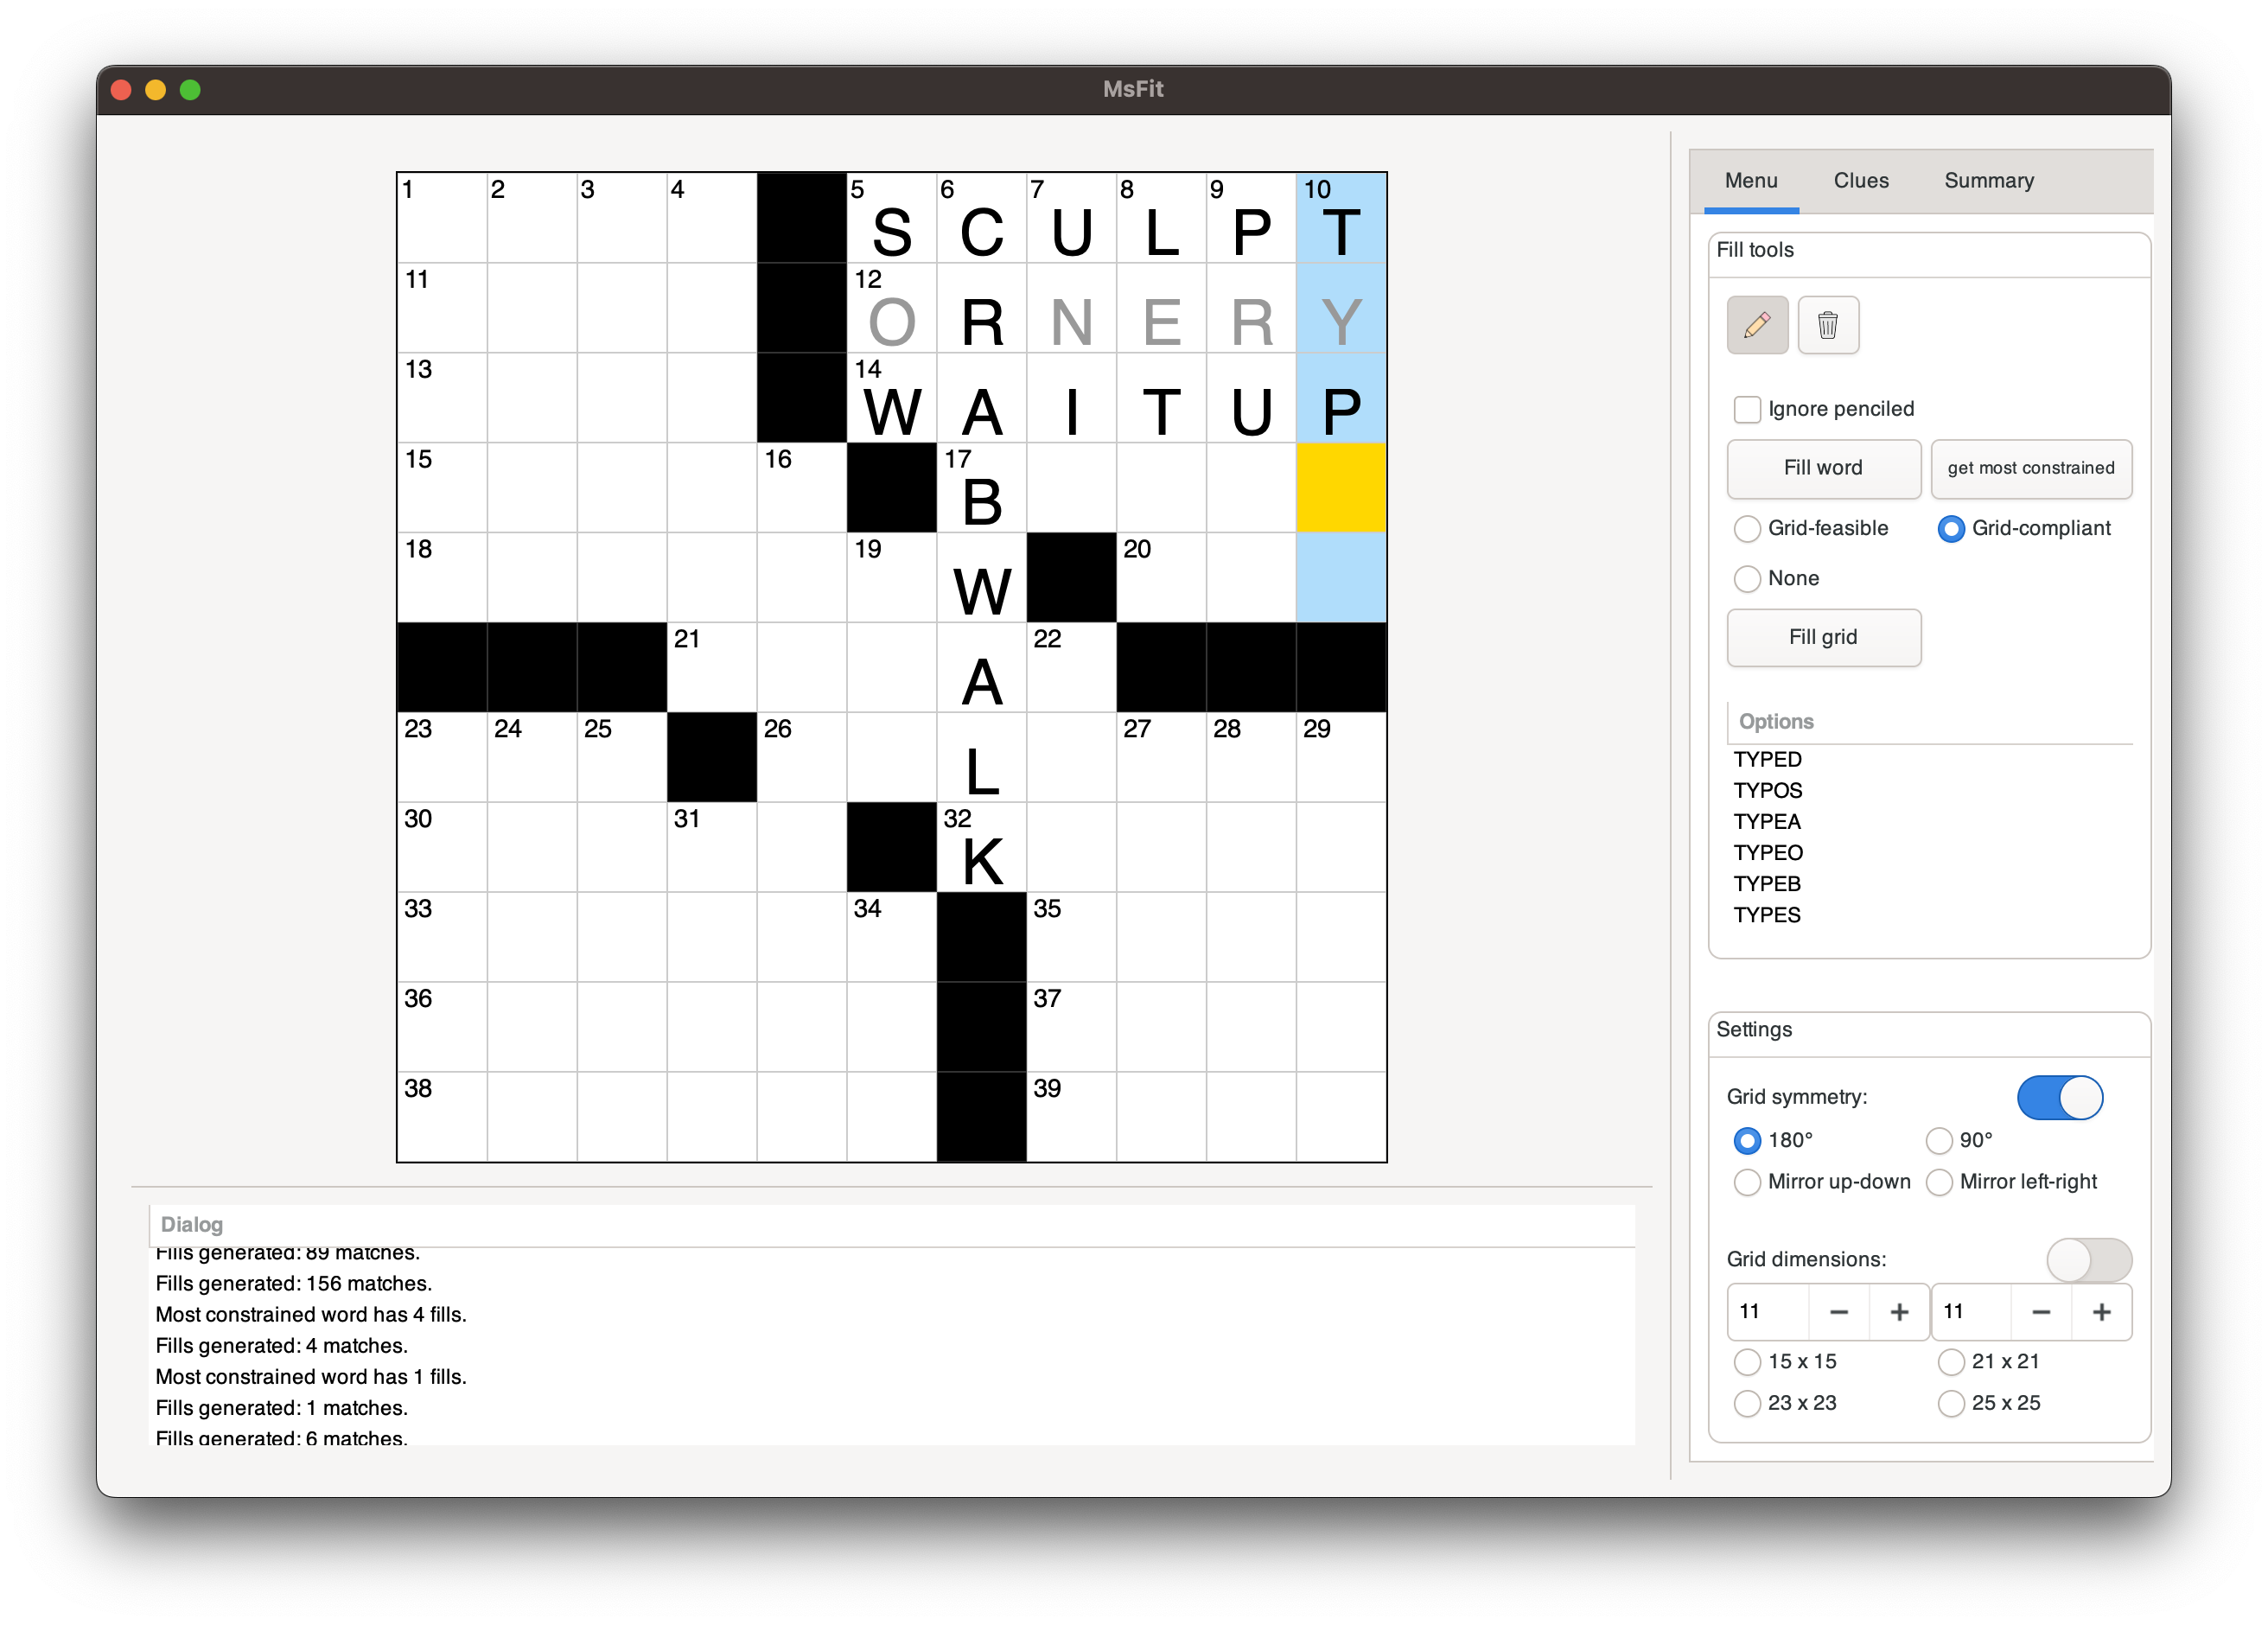 MsFit
1 2 3 4 5 6 7 8 9 10
S C U L P T
11 12
O R N E R Y
13 14
W A I T U P
15 16 17
B
18 19 20
W
21 22
A
23 24 25 26 27 28 29
L
30 31 32
K
33 34 35
36 37
38 39
Dialog
Fills generated: 89 matches.
Fills generated: 156 matches.
Most constrained word has 4 fills.
Fills generated: 4 matches.
Most constrained word has 1 fills.
Fills generated: 1 matches.
Fills generated: 6 matches.
Menu Clues Summary
Fill tools
Ignore penciled
Fill word get most constrained
Grid-feasible Grid-compliant
None
Fill grid
Options
TYPED
TYPOS
TYPEA
TYPEO
TYPEB
TYPES
Settings
Grid symmetry:
180° 90°
Mirror up-down Mirror left-right
Grid dimensions:
11 − + 11 − +
15 x 15 21 x 21
23 x 23 25 x 25